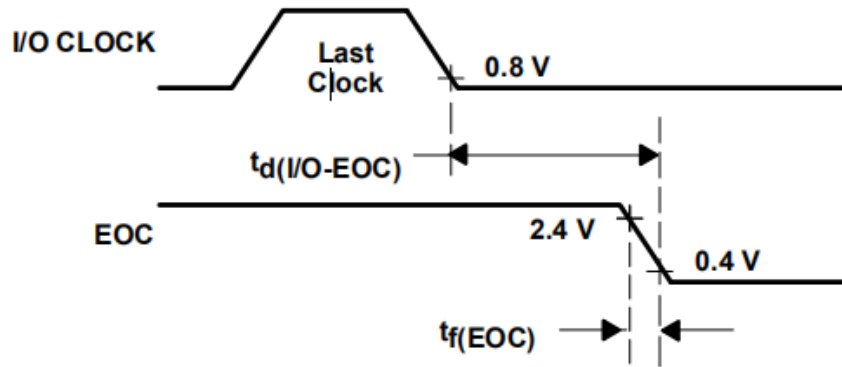 I/O CLOCK
Last
Clock
0.8 V
td(I/O-EOC)
EOC
2.4 V
0.4 V
tf(EOC)